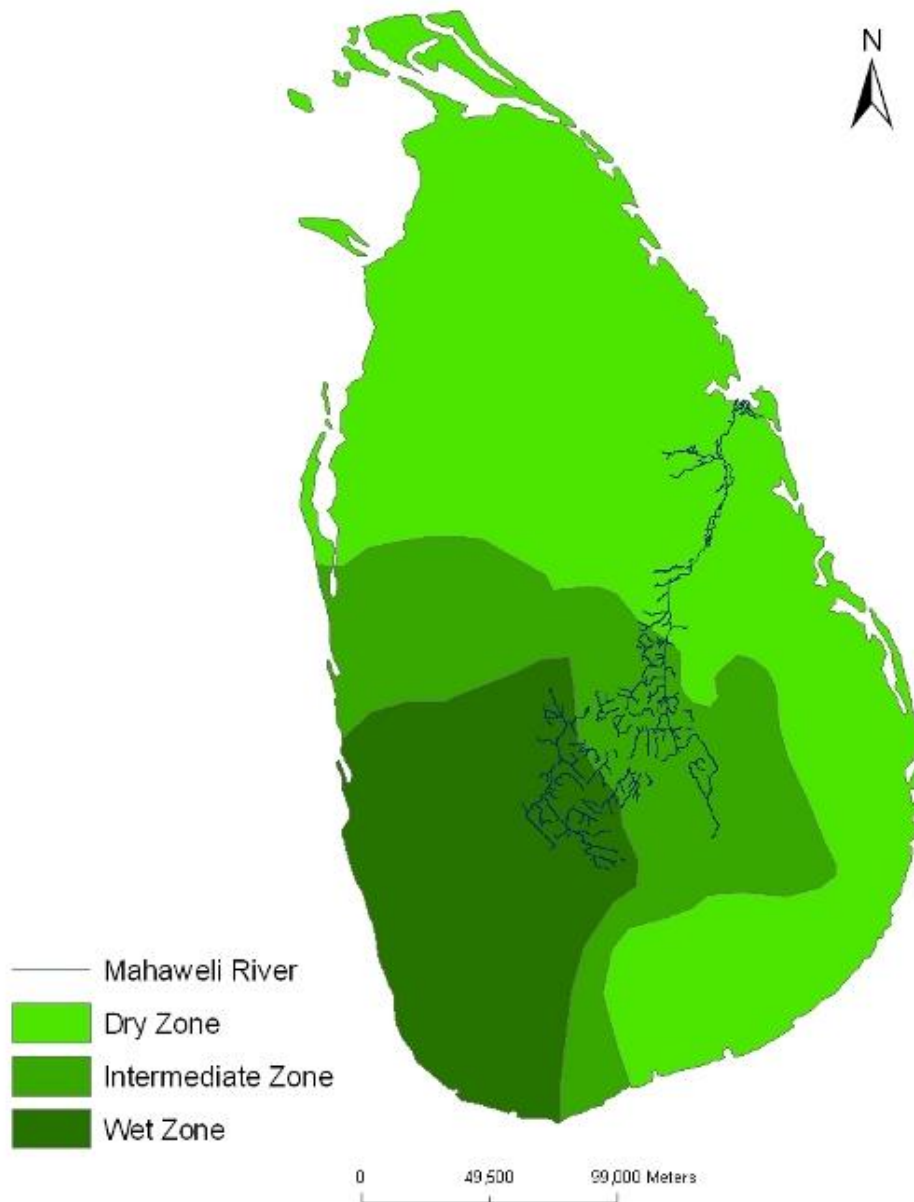 N
Mahaweli River
Dry Zone
Intermediate Zone
Wet Zone
0 49,500 99,000 Meters